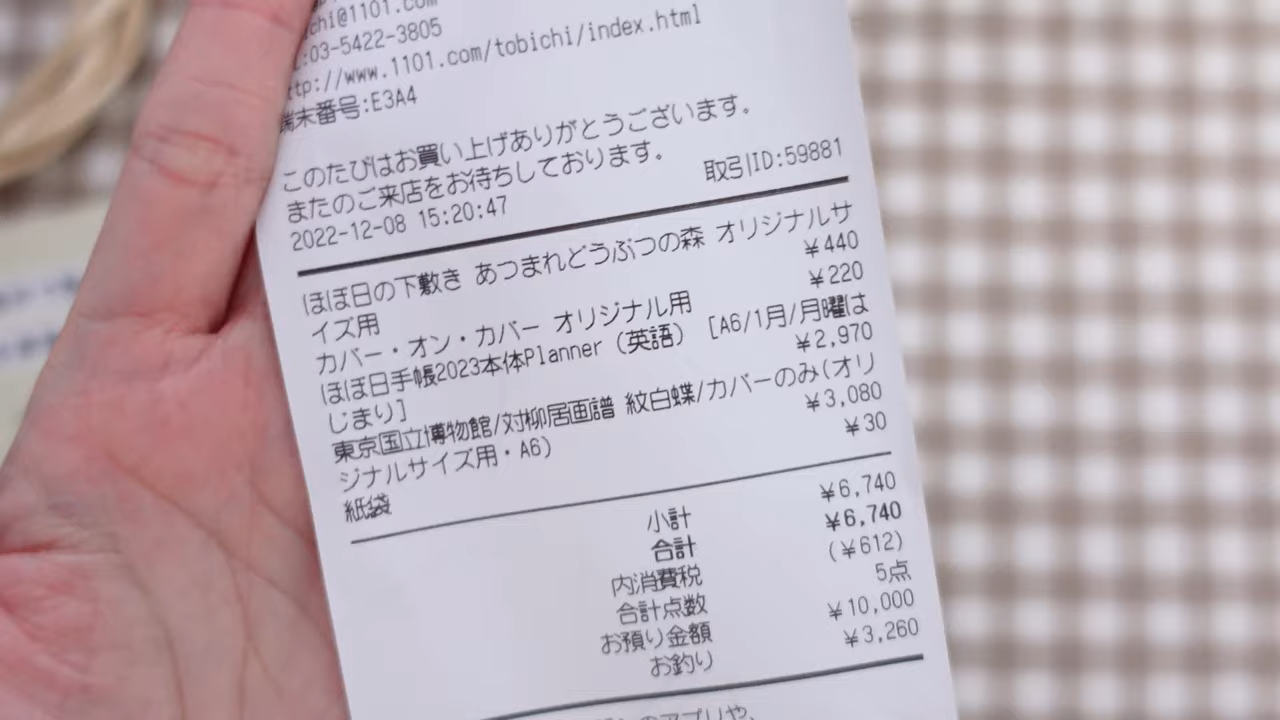 chi@1101.com
:03-5422-3805
tp://www.1101.com/tobichi/index.html
端末番号:E3A4
このたびはお買い上げありがとうございます。
またのご来店をお待ちしております。
2022-12-08 15:20:47 取引ID:59881
ほぼ日の下敷き あつまれどうぶつの森 オリジナルサ
イズ用 ¥440
カバー・オン・カバー オリジナル用 ¥220
ほぼ日手帳2023本体Planner（英語） [A6/1月/月曜は
じまり] ¥2,970
東京国立博物館/対柳居画譜 紋白蝶/カバーのみ(オリ
ジナルサイズ用・A6) ¥3,080
紙袋 ¥30
小計 ¥6,740
合計 ¥6,740
内消費税 (¥612)
合計点数 5点
お預り金額 ¥10,000
お釣り ¥3,260
のアプリや、